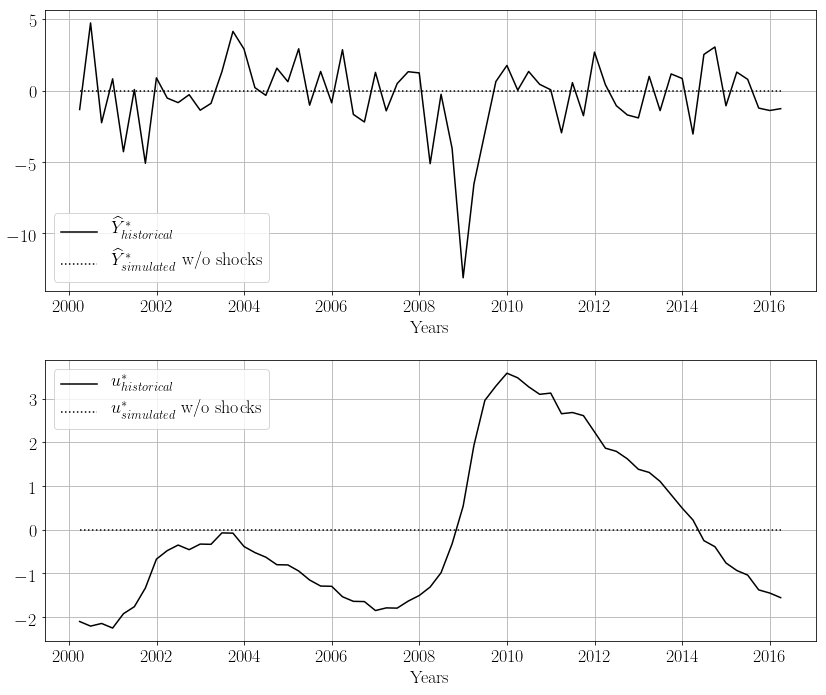 5
0
−5
−10
Ŷ*historical
Ŷ*simulated w/o shocks
2000 2002 2004 2006 2008 2010 2012 2014 2016
Years
3
2
1
0
−1
−2
u*historical
u*simulated w/o shocks
2000 2002 2004 2006 2008 2010 2012 2014 2016
Years